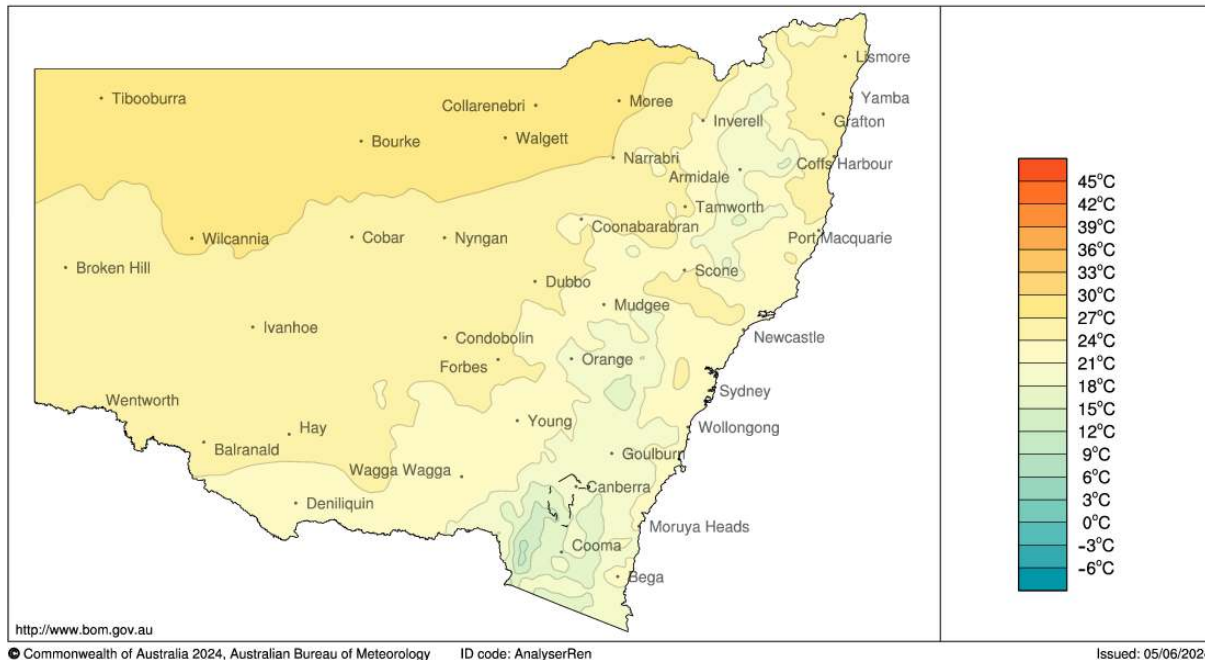 Lismore
Tibooburra
Yamba
Collarenebri
Moree
Grafton
Inverell
Bourke
Walgett
Narrabri
Coffs Harbour
Armidale
Tamworth
Coonabarabran
Wilcannia
Cobar
Nyngan
Port Macquarie
Broken Hill
Scone
Dubbo
Mudgee
Ivanhoe
Newcastle
Condobolin
Orange
Forbes
Sydney
Wentworth
Young
Wollongong
Hay
Balranald
Goulburn
Wagga Wagga
Canberra
Deniliquin
Moruya Heads
Cooma
Bega
45°C
42°C
39°C
36°C
33°C
30°C
27°C
24°C
21°C
18°C
15°C
12°C
9°C
6°C
3°C
0°C
-3°C
-6°C
http://www.bom.gov.au
© Commonwealth of Australia 2024, Australian Bureau of Meteorology ID code: AnalyserRen Issued: 05/06/202